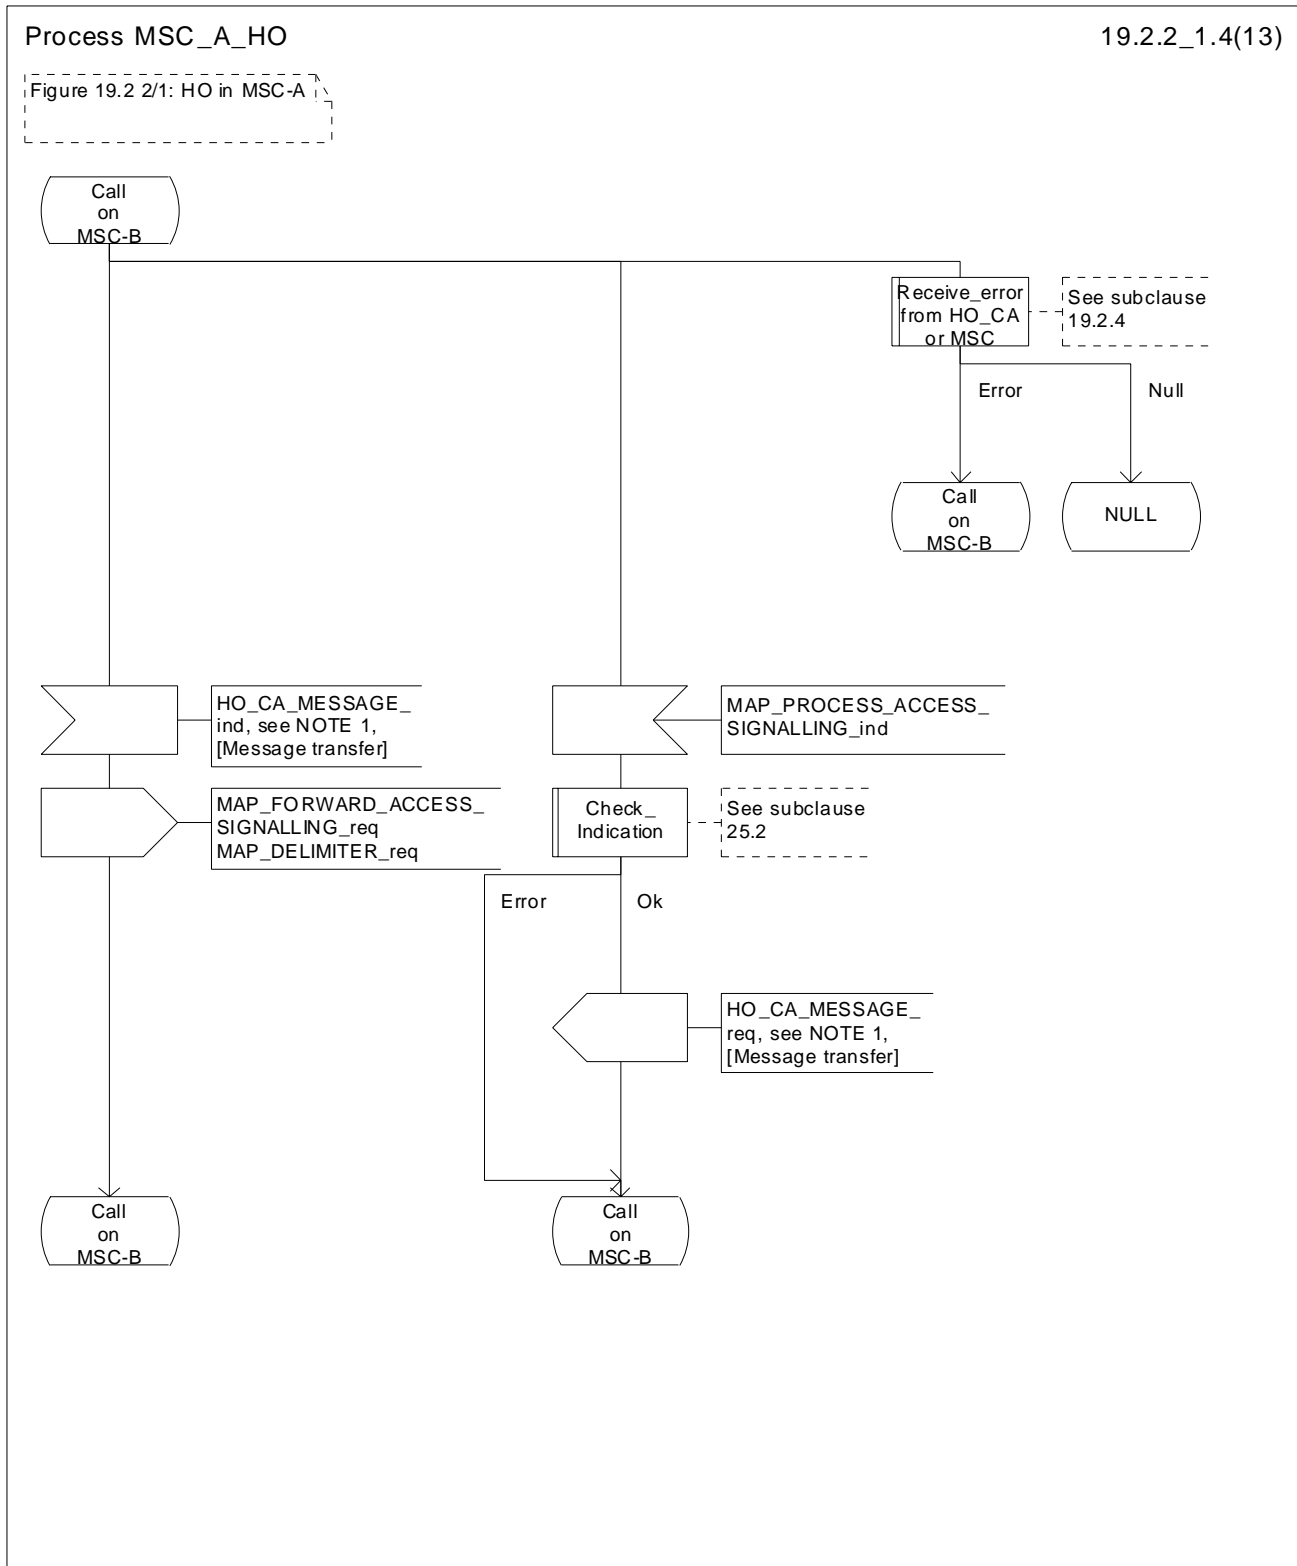 Process MSC_A_HO
19.2.2_1.4(13)
Figure 19.2 2/1: HO in MSC-A
Call
on
MSC-B
Receive_error
from HO_CA
or MSC
See subclause
19.2.4
Error
Null
Call
on
MSC-B
NULL
HO_CA_MESSAGE_
ind, see NOTE 1,
[Message transfer]
MAP_PROCESS_ACCESS_
SIGNALLING_ind
MAP_FORWARD_ACCESS_
SIGNALLING_req
MAP_DELIMITER_req
Check_
Indication
See subclause
25.2
Error
Ok
HO_CA_MESSAGE_
req, see NOTE 1,
[Message transfer]
Call
on
MSC-B
Call
on
MSC-B